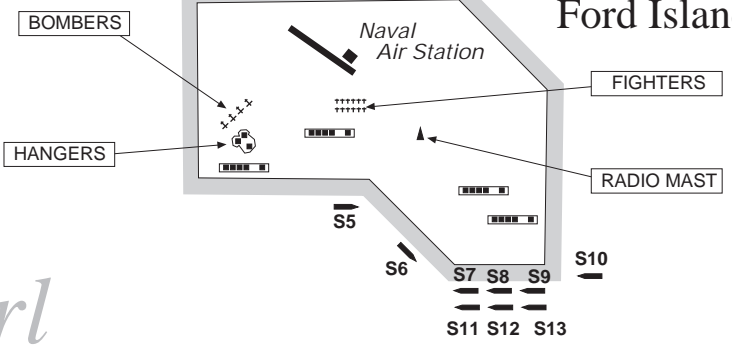 Ford Islan
BOMBERS
Naval
Air Station
FIGHTERS
HANGERS
RADIO MAST
S5
S6
S7 S8 S9
S10
S11 S12 S13
rl